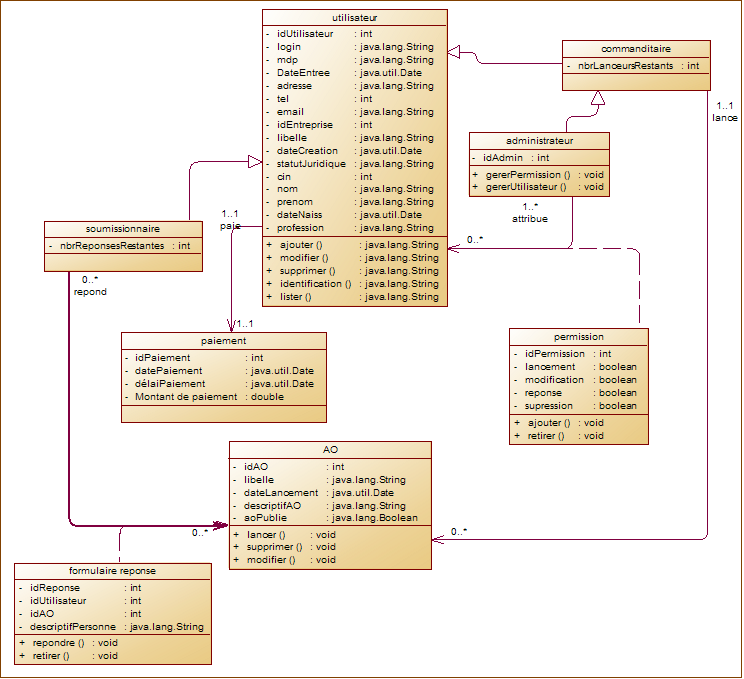 utilisateur
- idUtilisateur : int
- login : java.lang.String
- mdp : java.lang.String
- DateEntree : java.util.Date
- adresse : java.lang.String
- tel : int
- email : java.lang.String
- idEntreprise : int
- libelle : java.lang.String
- dateCreation : java.util.Date
- statutJuridique : java.lang.String
- cin : int
- nom : java.lang.String
- prenom : java.lang.String
- dateNaiss : java.util.Date
- profession : java.lang.String
+ ajouter () : java.lang.String
+ modifier () : java.lang.String
+ supprimer () : java.lang.String
+ identification () : java.lang.String
+ lister () : java.lang.String
commanditaire
- nbrLanceursRestants : int
1..1
lance
administrateur
- idAdmin : int
+ gererPermission () : void
+ gererUtilisateur () : void
1..*
attribue
0..*
soumissionnaire
- nbrReponsesRestantes : int
0..*
repond
1..1
paie
1..1
paiement
- idPaiement : int
- datePaiement : java.util.Date
- délaiPaiement : java.util.Date
- Montant de paiement : double
permission
- idPermission : int
- lancement : boolean
- modification : boolean
- reponse : boolean
- supression : boolean
+ ajouter () : void
+ retirer () : void
AO
- idAO : int
- libelle : java.lang.String
- dateLancement : java.util.Date
- descriptifAO : java.lang.String
- aoPublie : java.lang.Boolean
+ lancer () : void
+ supprimer () : void
+ modifier () : void
0..*
0..*
formulaire reponse
- idReponse : int
- idUtilisateur : int
- idAO : int
- descriptifPersonne : java.lang.String
+ repondre () : void
+ retirer () : void